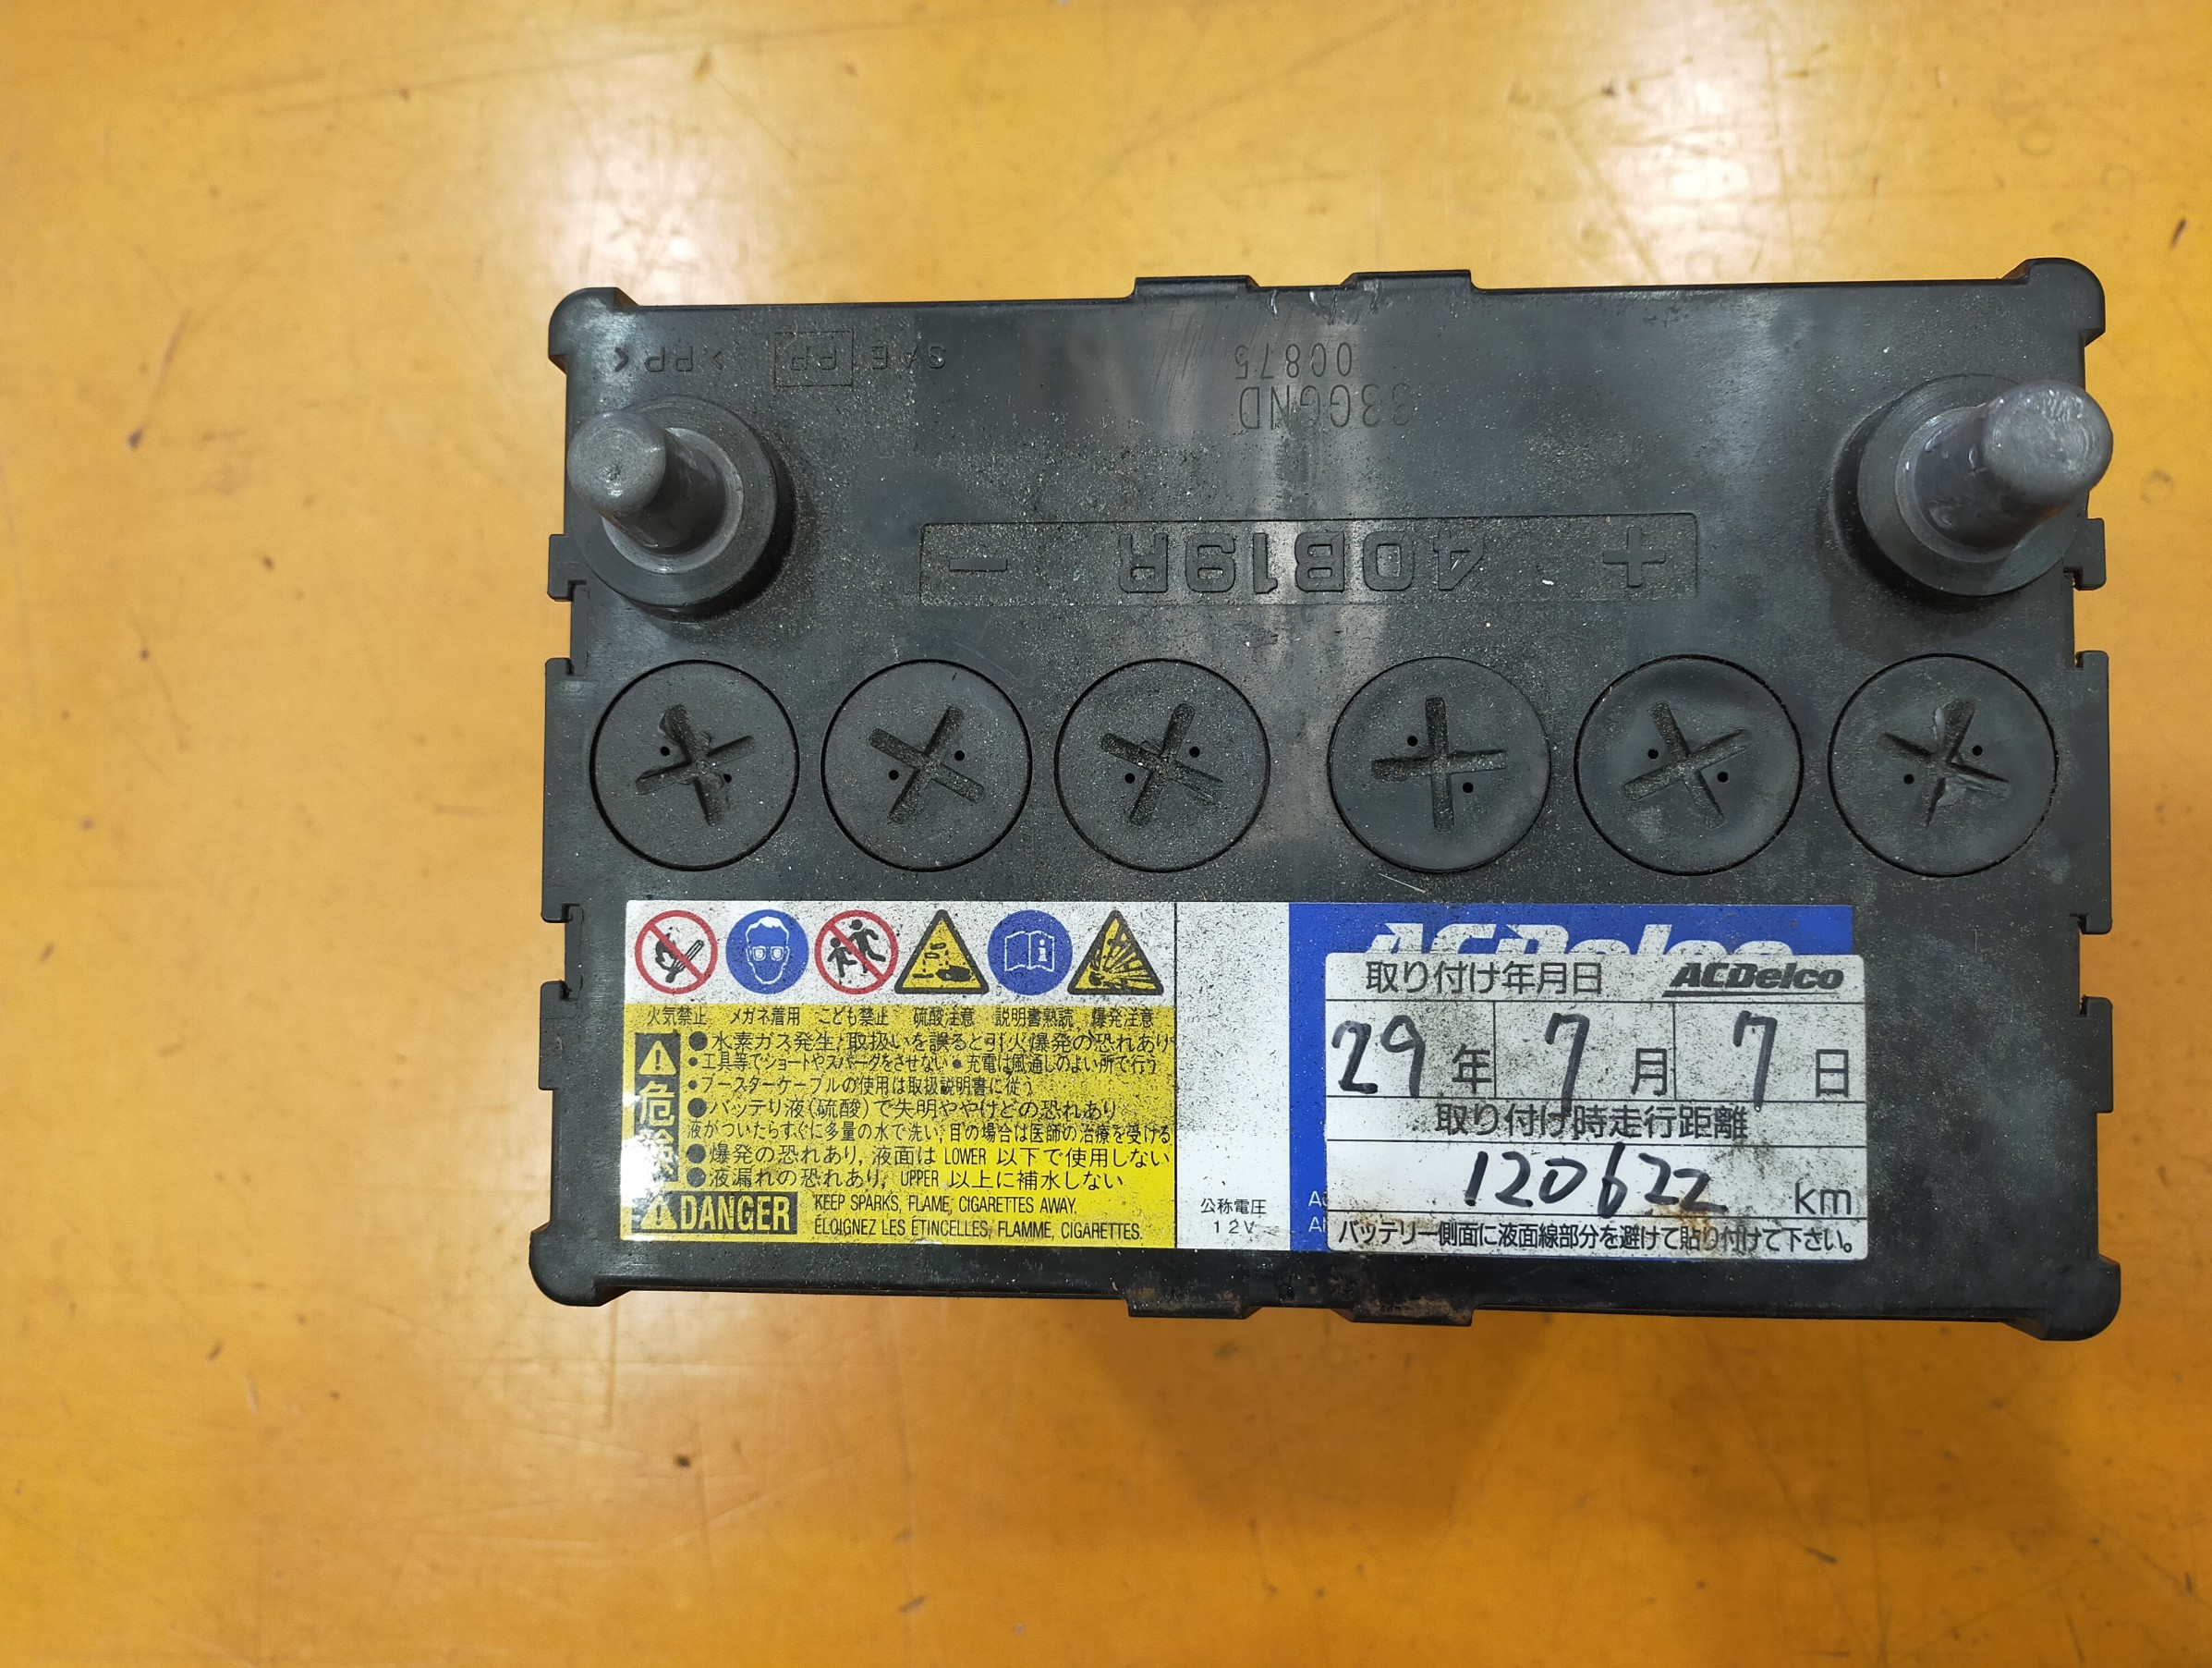 >PP< SAE PP
00875
330GND
+ 40B19R −
ACDelco
火気禁止 メガネ着用 こども禁止 硫酸注意 説明書熟読 爆発注意
危険
●水素ガス発生,取扱いを誤ると引火爆発の恐れあり
•工具等でショートやスパークをさせない •充電は風通しのよい所で行う
•ブースターケーブルの使用は取扱説明書に従う
●バッテリ液(硫酸)で失明ややけどの恐れあり
液がついたらすぐに多量の水で洗い,目の場合は医師の治療を受ける
●爆発の恐れあり,液面は LOWER 以下で使用しない
●液漏れの恐れあり, UPPER 以上に補水しない
DANGER
KEEP SPARKS, FLAME, CIGARETTES AWAY.
ÉLOIGNEZ LES ÉTINCELLES, FLAMME, CIGARETTES.
公称電圧
12V
取り付け年月日 ACDelco
29年 7月 7日
取り付け時走行距離
120622 km
バッテリー側面に液面線部分を避けて貼り付けて下さい。